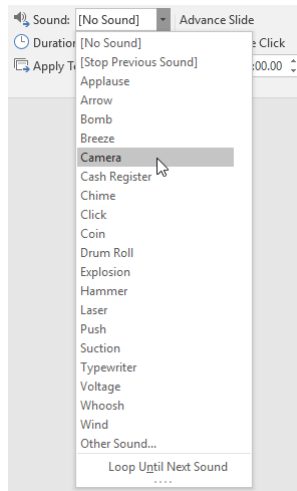 Sound: [No Sound] Advance Slide
Duration e Click
Apply T :00.00
[No Sound]
[Stop Previous Sound]
Applause
Arrow
Bomb
Breeze
Camera
Cash Register
Chime
Click
Coin
Drum Roll
Explosion
Hammer
Laser
Push
Suction
Typewriter
Voltage
Whoosh
Wind
Other Sound...
Loop Until Next Sound